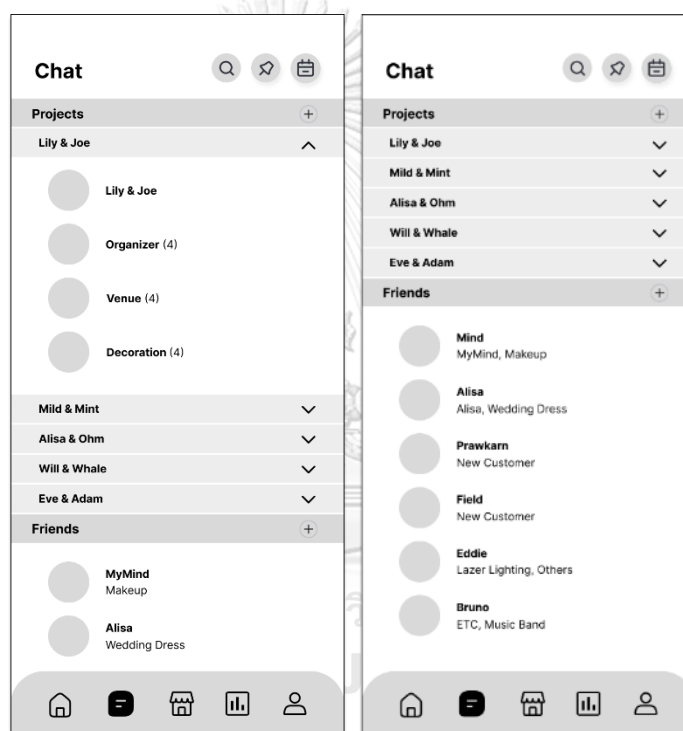 Chat
Projects
Lily & Joe
Lily & Joe
Organizer (4)
Venue (4)
Decoration (4)
Mild & Mint
Alisa & Ohm
Will & Whale
Eve & Adam
Friends
MyMind
Makeup
Alisa
Wedding Dress
Chat
Projects
Lily & Joe
Mild & Mint
Alisa & Ohm
Will & Whale
Eve & Adam
Friends
Mind
MyMind, Makeup
Alisa
Alisa, Wedding Dress
Prawkarn
New Customer
Field
New Customer
Eddie
Lazer Lighting, Others
Bruno
ETC, Music Band